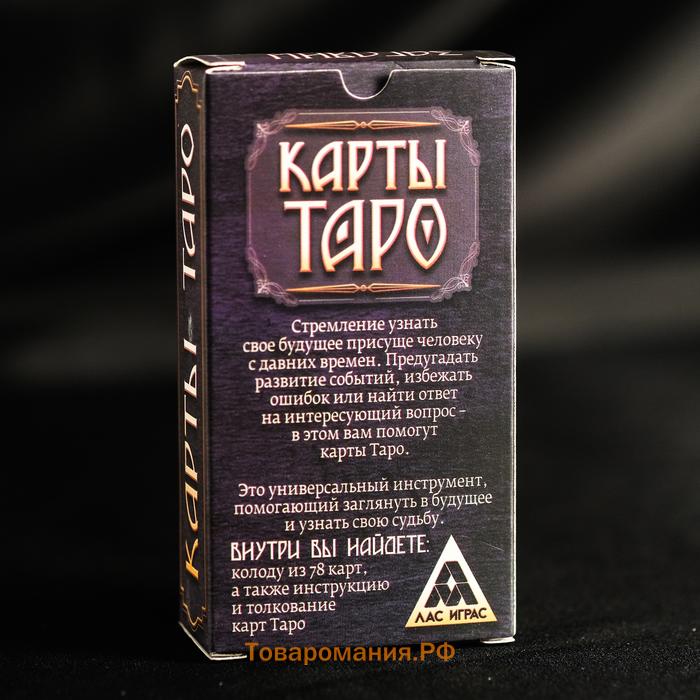 КАРТЫ
ТАРО
Стремление узнать
свое будущее присуще человеку
с давних времен. Предугадать
развитие событий, избежать
ошибок или найти ответ
на интересующий вопрос –
в этом вам помогут
карты Таро.
Это универсальный инструмент,
помогающий заглянуть в будущее
и узнать свою судьбу.
ВНУТРИ ВЫ НАЙДЕТЕ:
колоду из 78 карт,
а также инструкцию
и толкование
карт Таро
ЛАС ИГРАС
КАРТЫ ТАРО
Товаромания.РФ